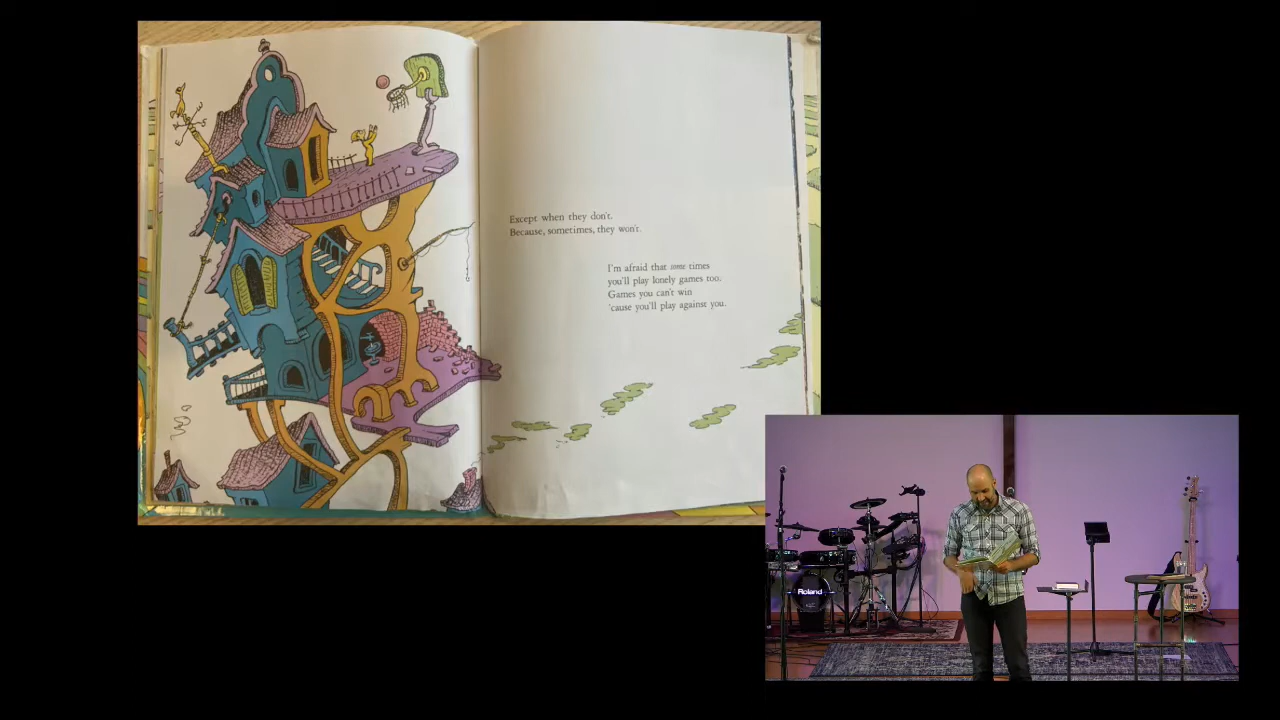 Except when they don't.
Because, sometimes, they won't.
I'm afraid that some times
you'll play lonely games too.
Games you can't win
'cause you'll play against you.
Roland